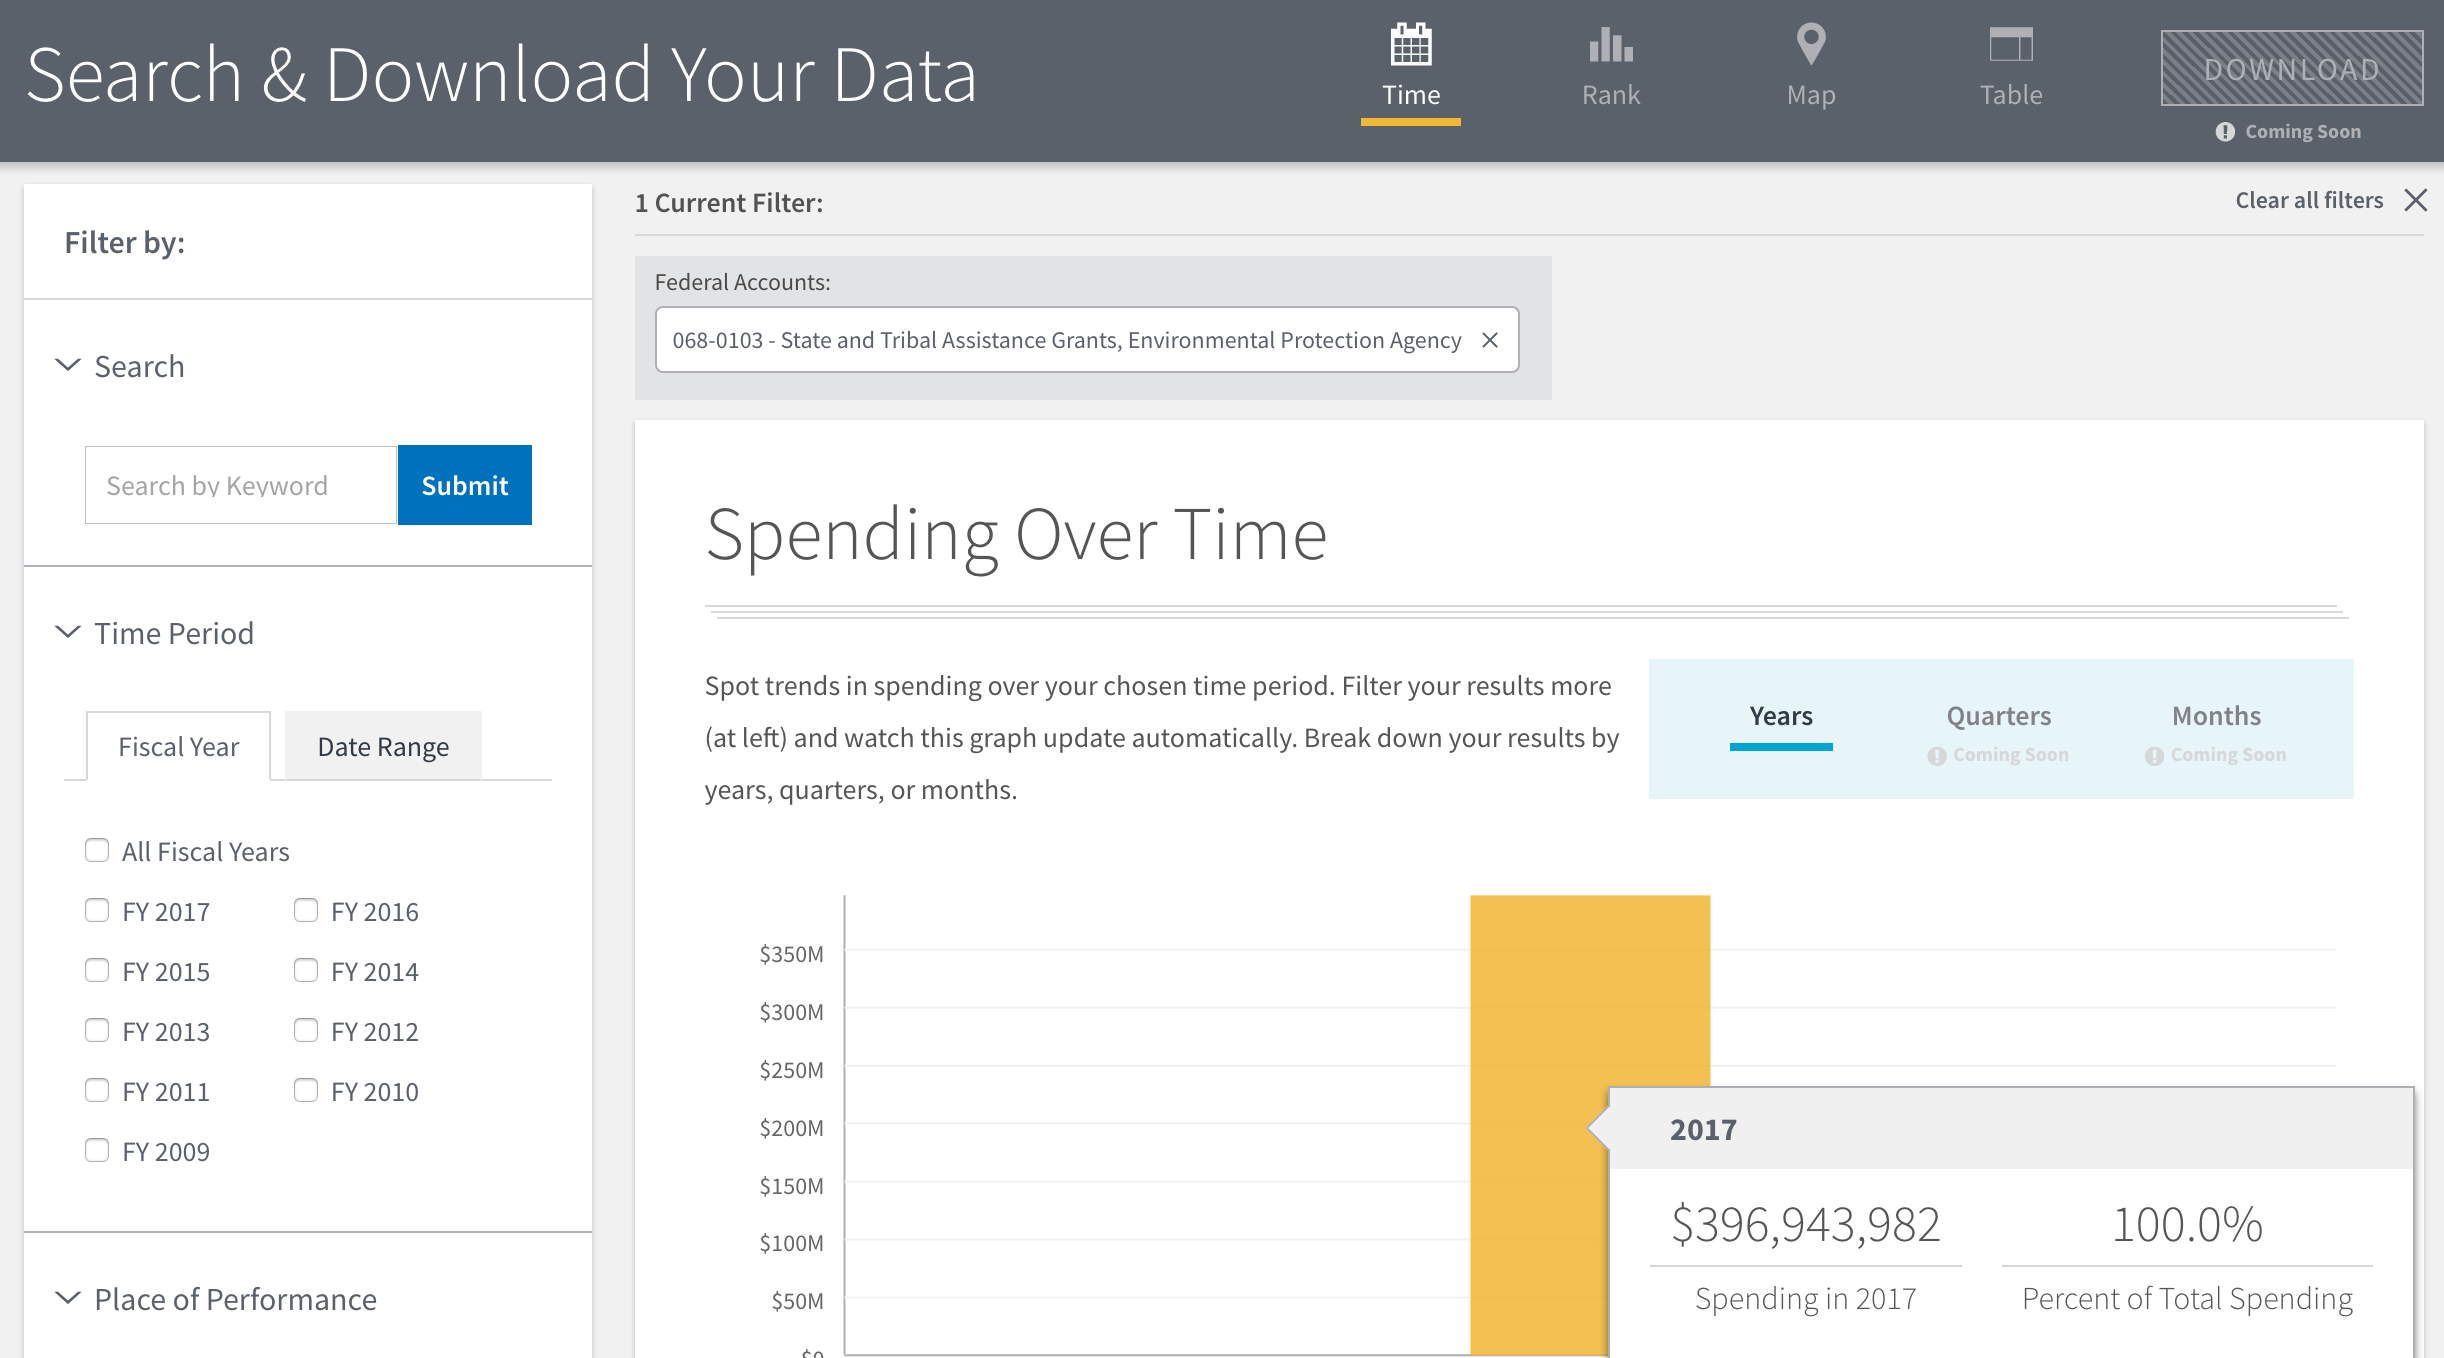 Search & Download Your Data
Time
Rank
Map
Table
DOWNLOAD
Coming Soon
Filter by:
Search
Search by Keyword
Submit
Time Period
Fiscal Year
Date Range
All Fiscal Years
FY 2017
FY 2016
FY 2015
FY 2014
FY 2013
FY 2012
FY 2011
FY 2010
FY 2009
Place of Performance
1 Current Filter:
Clear all filters
Federal Accounts:
068-0103 - State and Tribal Assistance Grants, Environmental Protection Agency
Spending Over Time
Spot trends in spending over your chosen time period. Filter your results more
(at left) and watch this graph update automatically. Break down your results by
years, quarters, or months.
Years
Quarters
Coming Soon
Months
Coming Soon
$350M
$300M
$250M
$200M
$150M
$100M
$50M
$0
2017
$396,943,982
Spending in 2017
100.0%
Percent of Total Spending